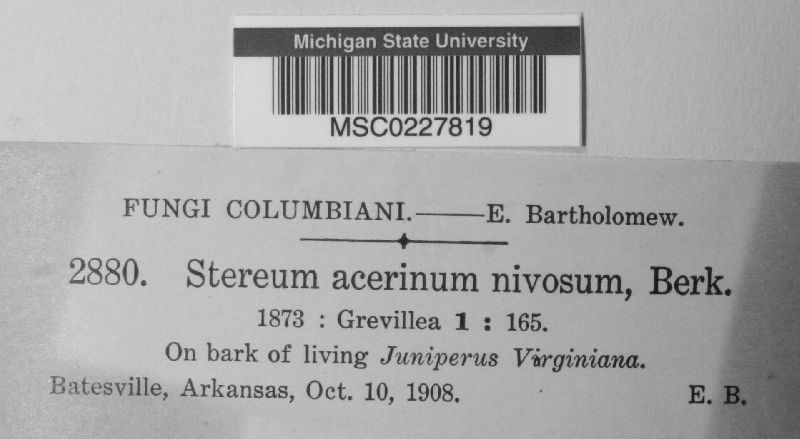 Michigan State University
MSC0227819
FUNGI COLUMBIANI.——E. Bartholomew.
2880. Stereum acerinum nivosum, Berk.
1873 : Grevillea 1 : 165.
On bark of living Juniperus Virginiana.
Batesville, Arkansas, Oct. 10, 1908. E. B.